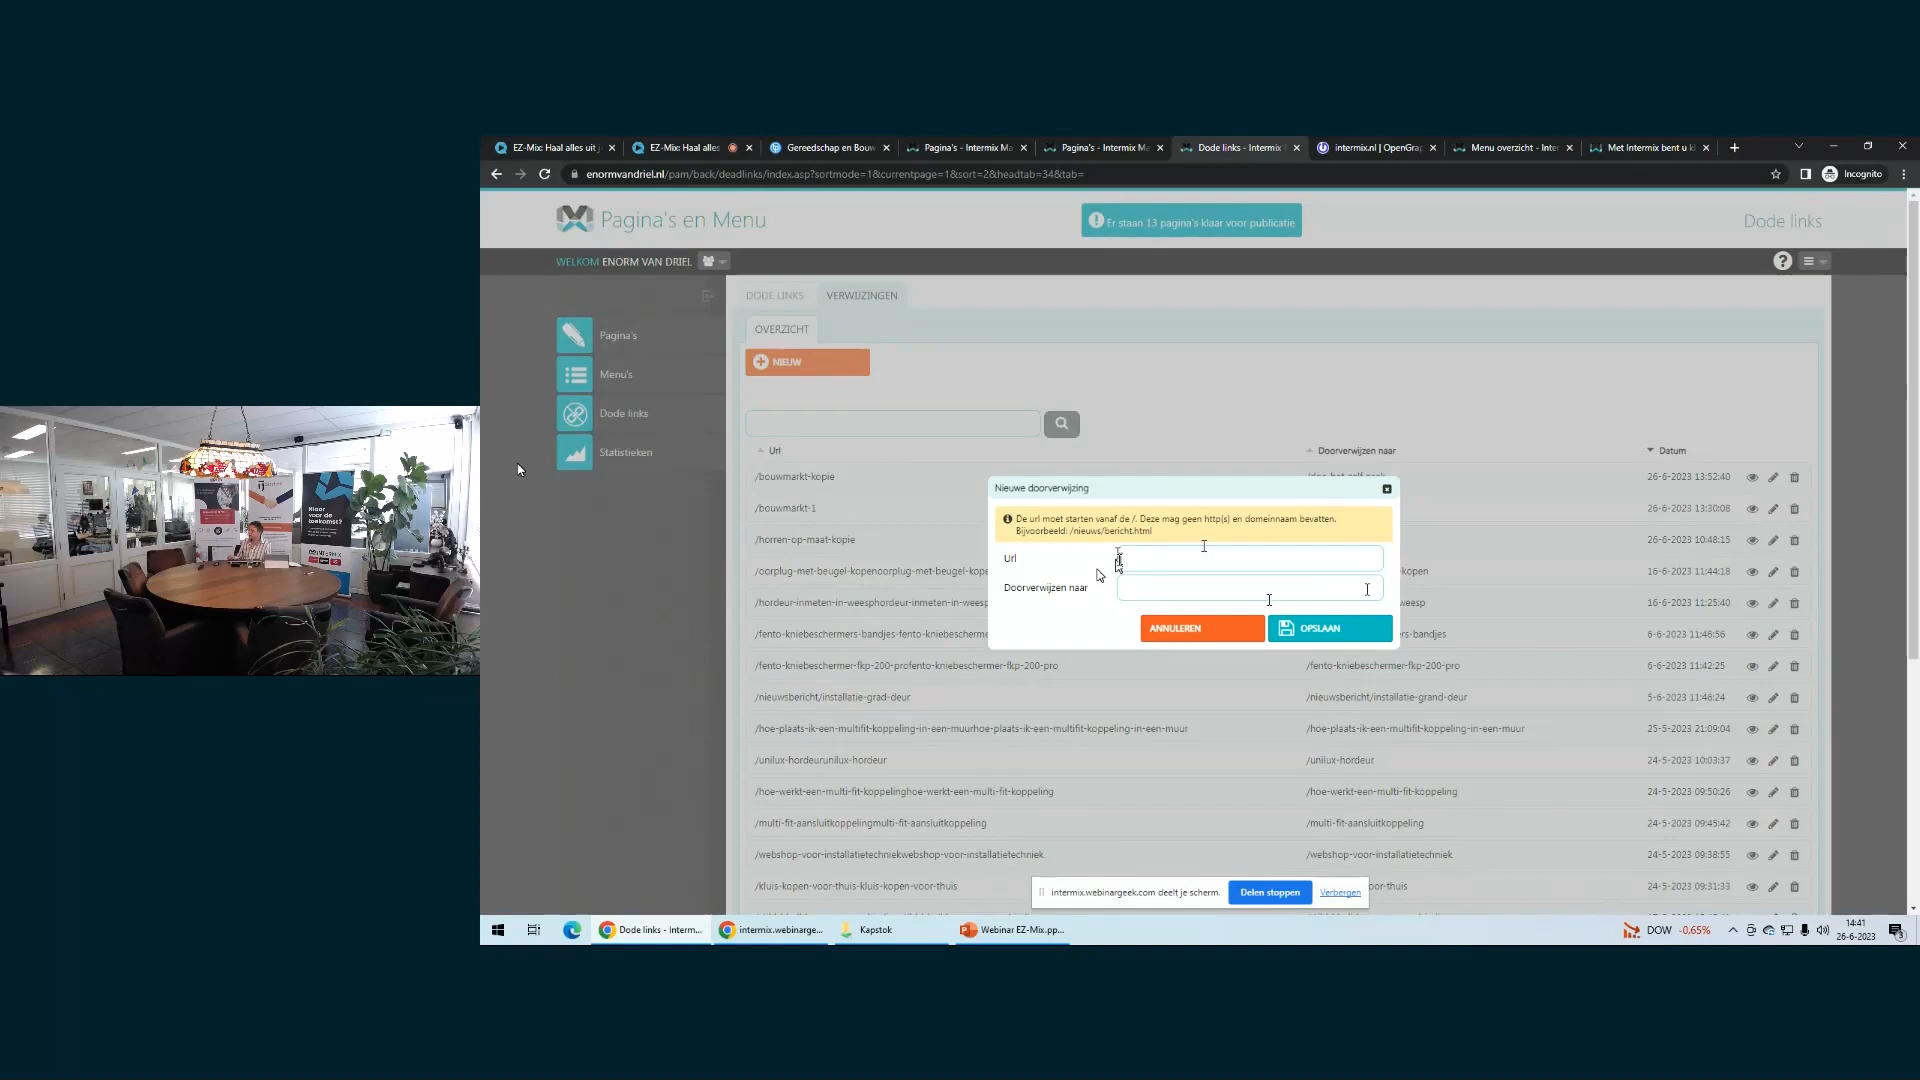 EZ-Mix: Haal alles uit j
EZ-Mix: Haal alles
Gereedschap en Bouw
Pagina's - Intermix Ma
Pagina's - Intermix Ma
Dode links - Intermix
intermix.nl | OpenGrap
Menu overzicht - Inter
Met Intermix bent u kl
enormvandriel.nl/pam/back/deadlinks/index.asp?sortmode=1&currentpage=1&sort=2&headtab=34&tab=
Incognito
Pagina's en Menu
Er staan 13 pagina's klaar voor publicatie
Dode links
WELKOM ENORM VAN DRIEL
Pagina's
Menu's
Dode links
Statistieken
DODE LINKS
VERWIJZINGEN
OVERZICHT
NIEUW
Url
Doorverwijzen naar
Datum
/bouwmarkt-kopie
26-6-2023 13:52:40
/bouwmarkt-1
26-6-2023 13:30:08
/horren-op-maat-kopie
26-6-2023 10:48:15
/oorplug-met-beugel-kopenoorplug-met-beugel-kope
kopen
16-6-2023 11:44:18
/hordeur-inmeten-in-weesphordeur-inmeten-in-weesp
weesp
16-6-2023 11:25:40
/fento-kniebeschermers-bandjes-fento-kniebescherme
ers-bandjes
6-6-2023 11:46:56
/fento-kniebeschermer-fkp-200-profento-kniebeschermer-fkp-200-pro
/fento-kniebeschermer-fkp-200-pro
6-6-2023 11:42:25
/nieuwsbericht/installatie-grad-deur
/nieuwsbericht/installatie-grand-deur
5-6-2023 11:46:24
/hoe-plaats-ik-een-multifit-koppeling-in-een-muurhoe-plaats-ik-een-multifit-koppeling-in-een-muur
/hoe-plaats-ik-een-multifit-koppeling-in-een-muur
25-5-2023 21:09:04
/unilux-hordeurunilux-hordeur
/unilux-hordeur
24-5-2023 10:03:37
/hoe-werkt-een-multi-fit-koppelinghoe-werkt-een-multi-fit-koppeling
/hoe-werkt-een-multi-fit-koppeling
24-5-2023 09:50:26
/multi-fit-aansluitkoppelingmulti-fit-aansluitkoppeling
/multi-fit-aansluitkoppeling
24-5-2023 09:45:42
/webshop-voor-installatietechniekwebshop-voor-installatietechniek
/webshop-voor-installatietechniek
24-5-2023 09:38:55
/kluis-kopen-voor-thuis-kluis-kopen-voor-thuis
oor-thuis
24-5-2023 09:31:33
Nieuwe doorverwijzing
De url moet starten vanaf de /. Deze mag geen http(s) en domeinnaam bevatten.
Bijvoorbeeld: /nieuws/bericht.html
Url
Doorverwijzen naar
ANNULEREN
OPSLAAN
intermix.webinargeek.com deelt je scherm.
Delen stoppen
Verbergen
Klaar
voor de
toekomst?
INTERMIX
Dode links - Interm...
intermix.webinarge...
Kapstok
Webinar EZ-Mix.pp...
DOW -0,65%
14:41
26-6-2023
3